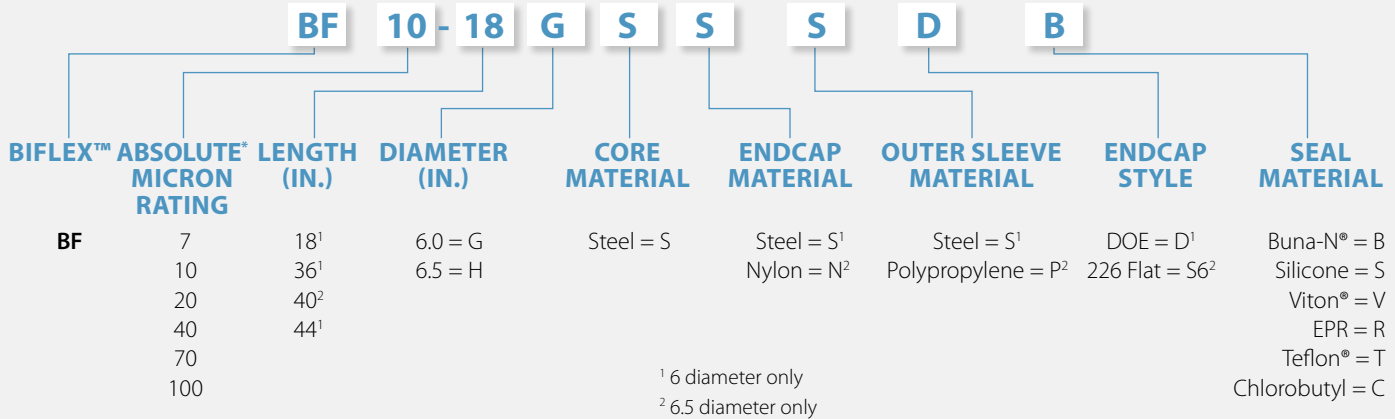 BF 10 - 18 G S S S D B
BIFLEX™ ABSOLUTE* LENGTH DIAMETER CORE ENDCAP OUTER SLEEVE ENDCAP SEAL
MICRON (IN.) (IN.) MATERIAL MATERIAL MATERIAL STYLE MATERIAL
RATING
BF 7 18¹ 6.0 = G Steel = S Steel = S¹ Steel = S¹ DOE = D¹ Buna-N® = B
10 36¹ 6.5 = H Nylon = N² Polypropylene = P² 226 Flat = S6² Silicone = S
20 40² Viton® = V
40 44¹ EPR = R
70 Teflon® = T
100 Chlorobutyl = C
¹ 6 diameter only
² 6.5 diameter only